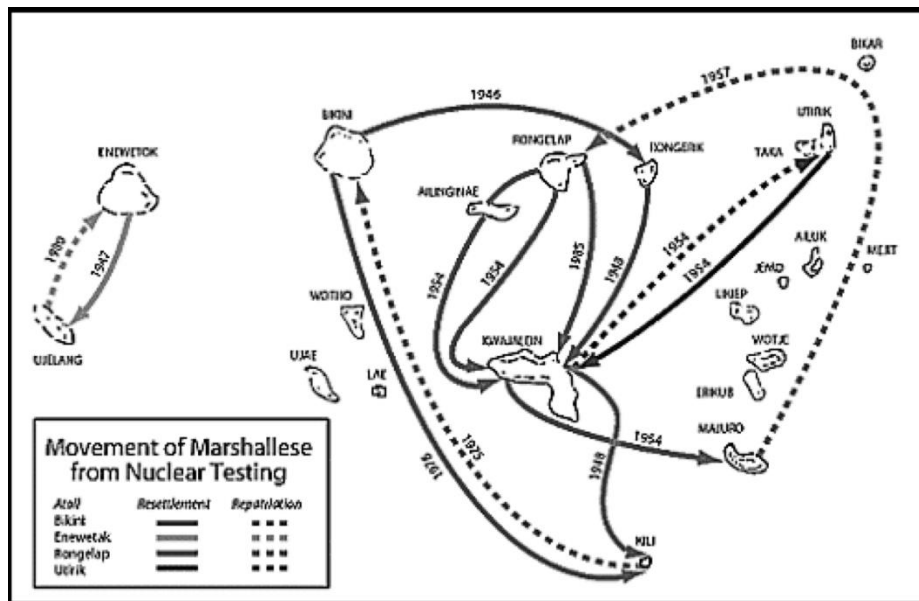 BIKAR
1957
1946
BIKINI
UTIRIK
RONGELAP
RONGERIK
TAKA
ENEWETOK
AILINGINAE
AILUK
MEJIT
JEMO
1980
1947
1954
1954
1985
1948
1954
1954
LIKIEP
WOTHO
KWAJALEIN
WOTJE
UJELANG
UJAE
LAE
ERIKUB
MAJURO
1954
1948
1975
1978
KILI
Movement of Marshallese
from Nuclear Testing
Atoll Resettlement Repatriation
Bikini
Enewetak
Rongelap
Utirik